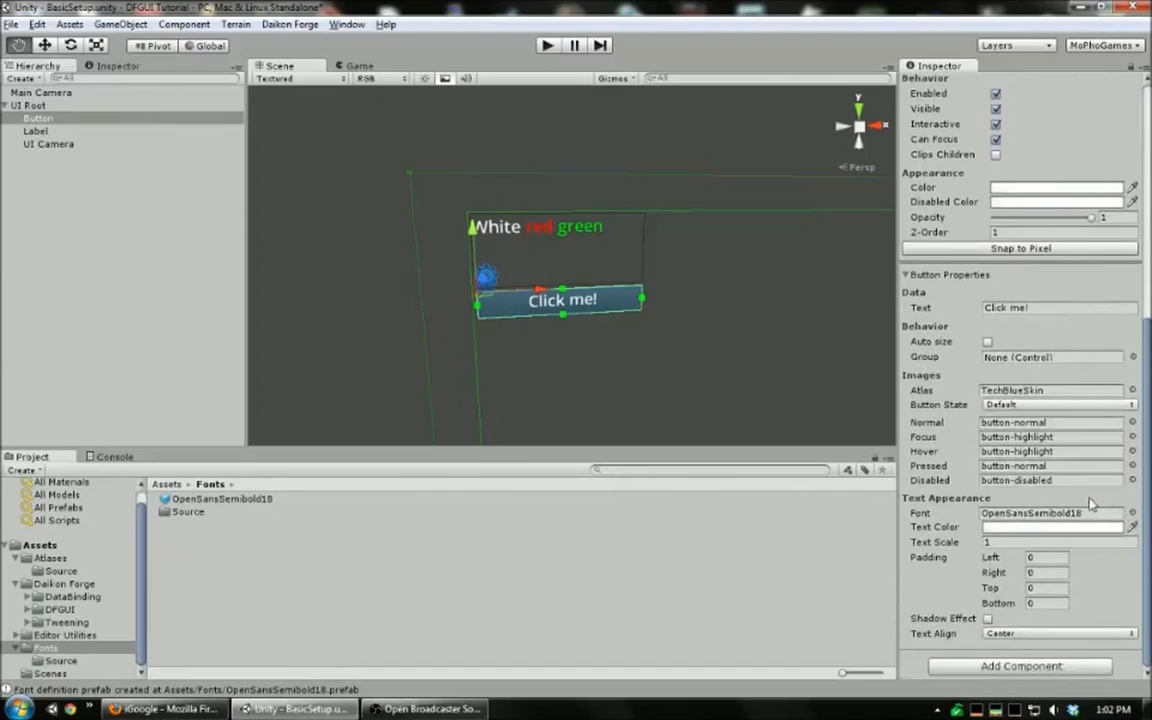 Unity - BasicSetup.unity - DFGUI Tutorial - PC, Mac & Linux Standalone*
File Edit Assets GameObject Component Terrain Daikon Forge Window Help
Pivot Global Layers MoPhoGames
Hierarchy Inspector Scene Game Inspector
Create All Textured RGB Gizmos All
Main Camera
UI Root
Button
Label
UI Camera
y
x
Persp
White red green
Click me!
Behavior
Enabled
Visible
Interactive
Can Focus
Clips Children
Appearance
Color
Disabled Color
Opacity 1
Z-Order 1
Snap to Pixel
Button Properties
Data
Text Click me!
Behavior
Auto size
Group None (Control)
Images
Atlas TechBlueSkin
Button State Default
Normal button-normal
Focus button-highlight
Hover button-highlight
Pressed button-normal
Disabled button-disabled
Text Appearance
Font OpenSansSemibold18
Text Color
Text Scale 1
Padding Left 0
Right 0
Top 0
Bottom 0
Shadow Effect
Text Align Center
Add Component
Project Console
Create
All Materials
All Models
All Prefabs
All Scripts
Assets
Atlases
Source
Daikon Forge
DataBinding
DFGUI
Tweening
Editor Utilities
Fonts
Source
Scenes
Assets Fonts
OpenSansSemibold18
Source
Font definition prefab created at Assets/Fonts/OpenSansSemibold18.prefab
iGoogle - Mozilla Fir... Unity - BasicSetup.u... Open Broadcaster So... 1:02 PM